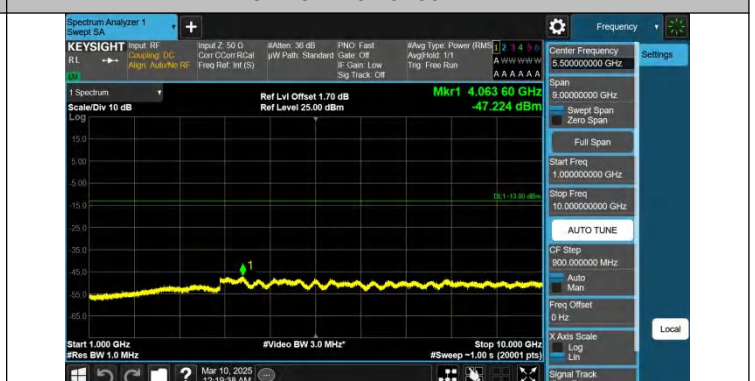 Spectrum Analyzer 1
Swept SA
Frequency
KEYSIGHT
RL
Input: RF
Coupling: DC
Align: Auto/No RF
Input Z: 50 Ω
Corr CCorr RCal
Freq Ref: Int (S)
#Atten: 36 dB
µW Path: Standard
PNO: Fast
Gate: Off
IF Gain: Low
Sig Track: Off
#Avg Type: Power (RMS
Avg|Hold: 1/1
Trig: Free Run
1 2 3 4 5 6
A W W W W W
A A A A A A
1 Spectrum
Scale/Div 10 dB
Log
Ref Lvl Offset 1.70 dB
Ref Level 25.00 dBm
Mkr1 4.063 60 GHz
-47.224 dBm
15.0
5.00
-5.00
-15.0
-25.0
-35.0
-45.0
-55.0
-65.0
DL1 -13.00 dBm
1
Start 1.000 GHz
#Res BW 1.0 MHz
#Video BW 3.0 MHz*
Stop 10.000 GHz
#Sweep ~1.00 s (20001 pts)
Mar 10, 2025
12:19:38 AM
Center Frequency
5.500000000 GHz
Settings
Span
9.00000000 GHz
Swept Span
Zero Span
Full Span
Start Freq
1.000000000 GHz
Stop Freq
10.000000000 GHz
AUTO TUNE
CF Step
900.000000 MHz
Auto
Man
Freq Offset
0 Hz
X Axis Scale
Log
Lin
Local
Signal Track